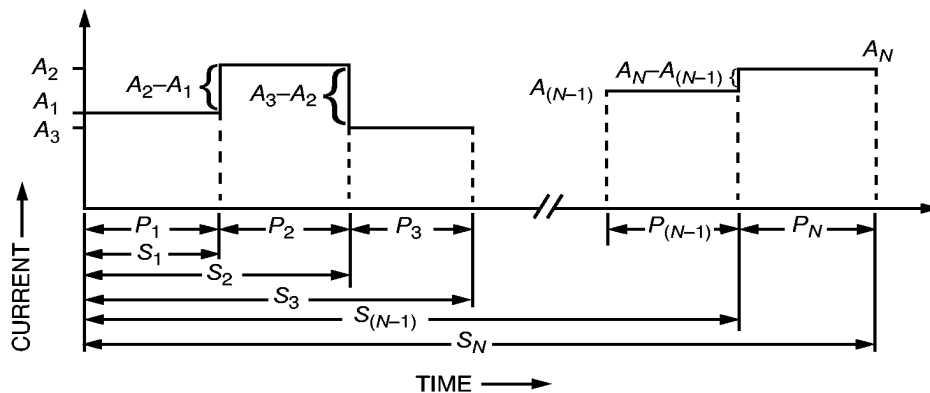 A2
A1
A3
A2–A1
A3–A2
A(N–1)
AN–A(N–1)
AN
P1
P2
P3
P(N–1)
PN
S1
S2
S3
S(N–1)
SN
CURRENT
TIME